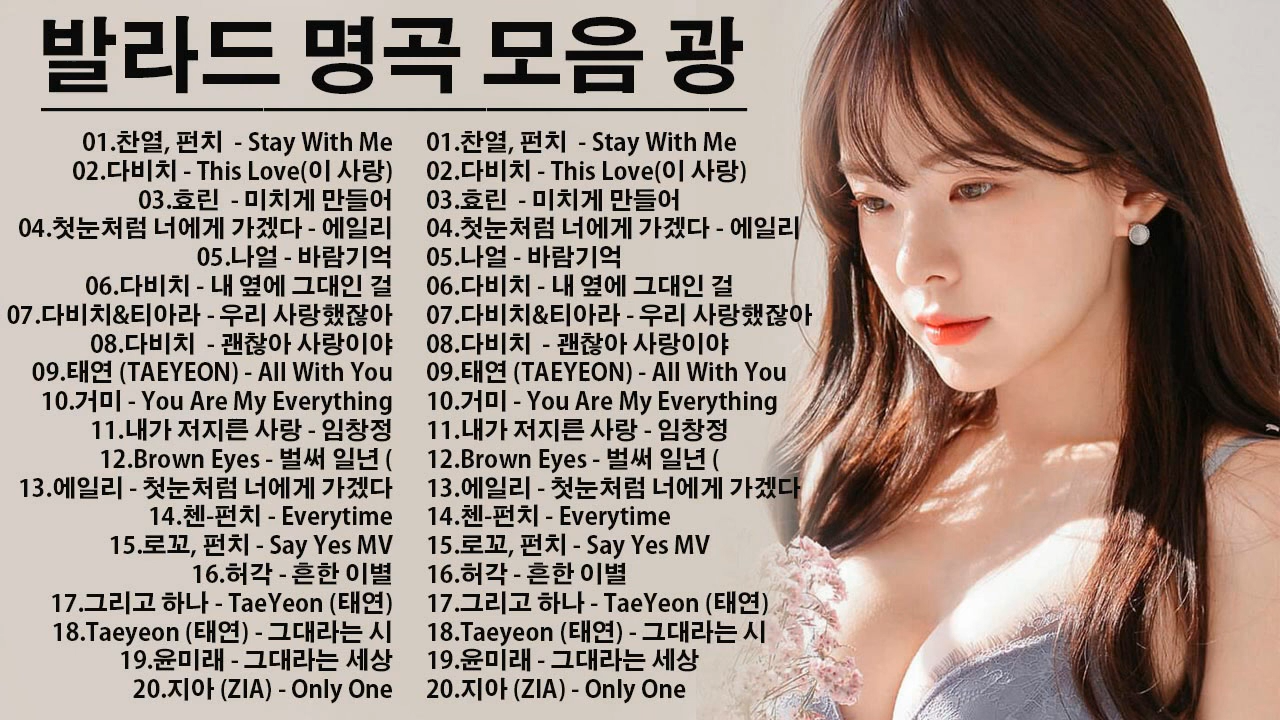 발라드 명곡 모음 광
01.찬열, 펀치 - Stay With Me
02.다비치 - This Love(이 사랑)
03.효린 - 미치게 만들어
04.첫눈처럼 너에게 가겠다 - 에일리
05.나얼 - 바람기억
06.다비치 - 내 옆에 그대인 걸
07.다비치&티아라 - 우리 사랑했잖아
08.다비치 - 괜찮아 사랑이야
09.태연 (TAEYEON) - All With You
10.거미 - You Are My Everything
11.내가 저지른 사랑 - 임창정
12.Brown Eyes - 벌써 일년 (
13.에일리 - 첫눈처럼 너에게 가겠다
14.첸-펀치 - Everytime
15.로꼬, 펀치 - Say Yes MV
16.허각 - 흔한 이별
17.그리고 하나 - TaeYeon (태연)
18.Taeyeon (태연) - 그대라는 시
19.윤미래 - 그대라는 세상
20.지아 (ZIA) - Only One
01.찬열, 펀치 - Stay With Me
02.다비치 - This Love(이 사랑)
03.효린 - 미치게 만들어
04.첫눈처럼 너에게 가겠다 - 에일리
05.나얼 - 바람기억
06.다비치 - 내 옆에 그대인 걸
07.다비치&티아라 - 우리 사랑했잖아
08.다비치 - 괜찮아 사랑이야
09.태연 (TAEYEON) - All With You
10.거미 - You Are My Everything
11.내가 저지른 사랑 - 임창정
12.Brown Eyes - 벌써 일년 (
13.에일리 - 첫눈처럼 너에게 가겠다
14.첸-펀치 - Everytime
15.로꼬, 펀치 - Say Yes MV
16.허각 - 흔한 이별
17.그리고 하나 - TaeYeon (태연)
18.Taeyeon (태연) - 그대라는 시
19.윤미래 - 그대라는 세상
20.지아 (ZIA) - Only One